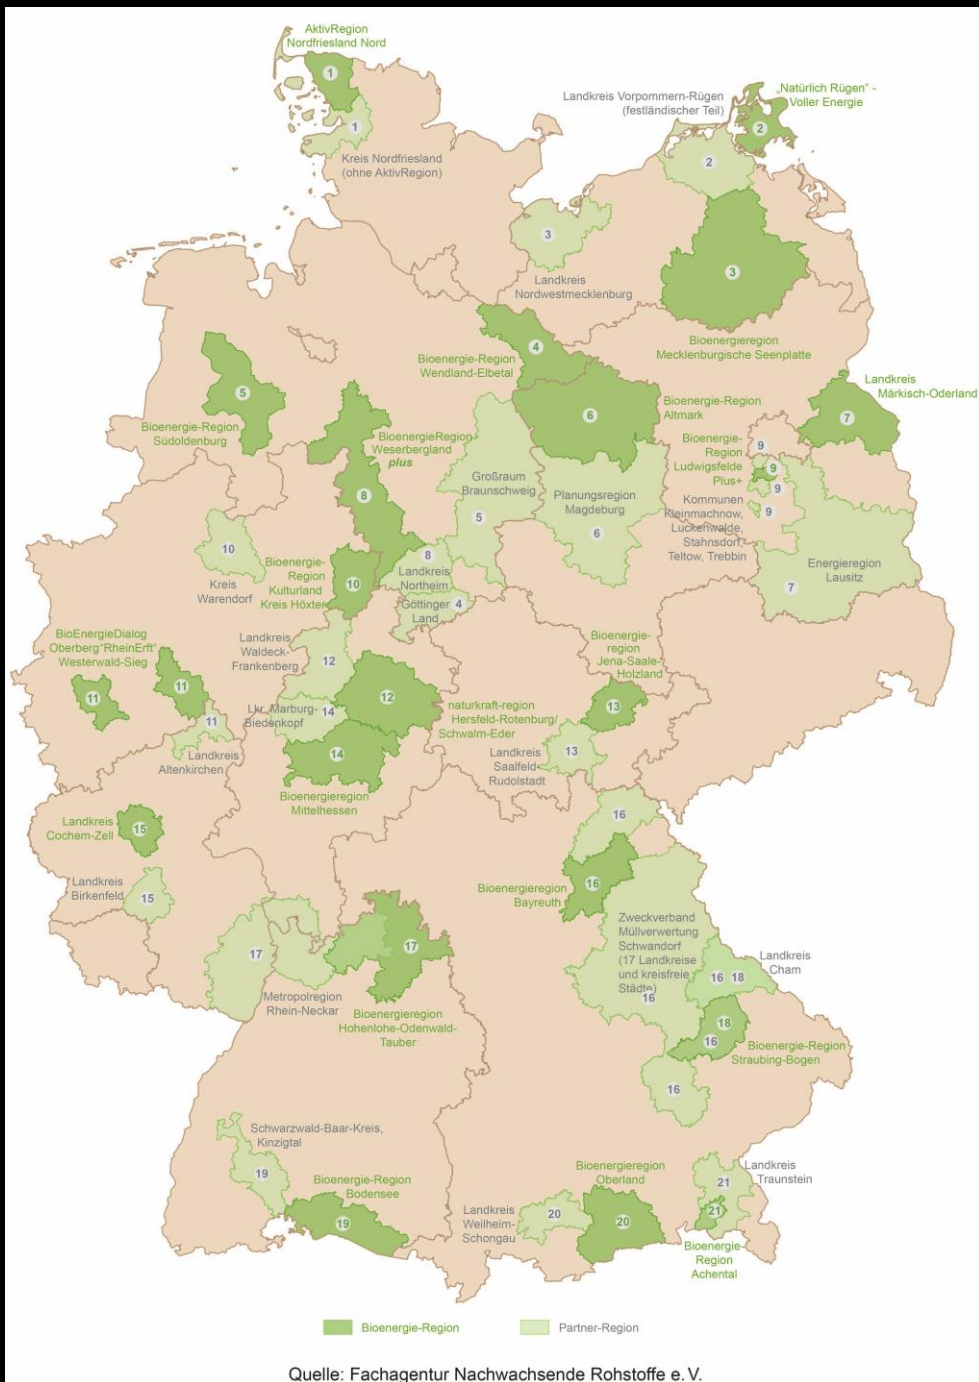 AktivRegion
Nordfriesland Nord
1
1
Kreis Nordfriesland
(ohne AktivRegion)
Landkreis Vorpommern-Rügen
(festländischer Teil)
„Natürlich Rügen" -
Voller Energie
2
2
3
Landkreis
Nordwestmecklenburg
3
Bioenergieregion
Mecklenburgische Seenplatte
4
Bioenergie-Region
Wendland-Elbetal
5
Bioenergie-Region
Südoldenburg
6
Bioenergie-Region
Altmark
Landkreis
Märkisch-Oderland
7
BioenergieRegion
Weserbergland
plus
8
Großraum
Braunschweig
5
Planungsregion
Magdeburg
6
Bioenergie-
Region
Ludwigsfelde
Plus+
9
9
9
9
Kommunen
Kleinmachnow,
Luckenwalde,
Stahnsdorf,
Teltow, Trebbin
Energieregion
Lausitz
7
10
Kreis
Warendorf
Bioenergie-
Region
Kulturland
Kreis Höxter
10
8
Landkreis
Northeim
Göttinger
Land
4
BioEnergieDialog
Oberberg"RheinErft"
Westerwald-Sieg
11
11
11
Landkreis
Altenkirchen
Landkreis
Waldeck-
Frankenberg
12
12
naturkraft-region
Hersfeld-Rotenburg/
Schwalm-Eder
Lkr. Marburg-
Biedenkopf
14
14
Bioenergieregion
Mittelhessen
Bioenergie-
region
Jena-Saale-
Holzland
13
13
Landkreis
Saalfeld-
Rudolstadt
Landkreis
Cochem-Zell
15
Landkreis
Birkenfeld
15
16
16
Bioenergieregion
Bayreuth
Zweckverband
Müllverwertung
Schwandorf
(17 Landkreise
und kreisfreie
Städte)
16
Landkreis
Cham
16
18
18
16
Bioenergie-Region
Straubing-Bogen
16
17
Metropolregion
Rhein-Neckar
17
Bioenergieregion
Hohenlohe-Odenwald-
Tauber
Schwarzwald-Baar-Kreis,
Kinzigtal
19
Bioenergie-Region
Bodensee
19
Landkreis
Weilheim-
Schongau
20
Bioenergieregion
Oberland
20
Landkreis
Traunstein
21
21
Bioenergie-
Region
Achental
Bioenergie-Region
Partner-Region
Quelle: Fachagentur Nachwachsende Rohstoffe e. V.